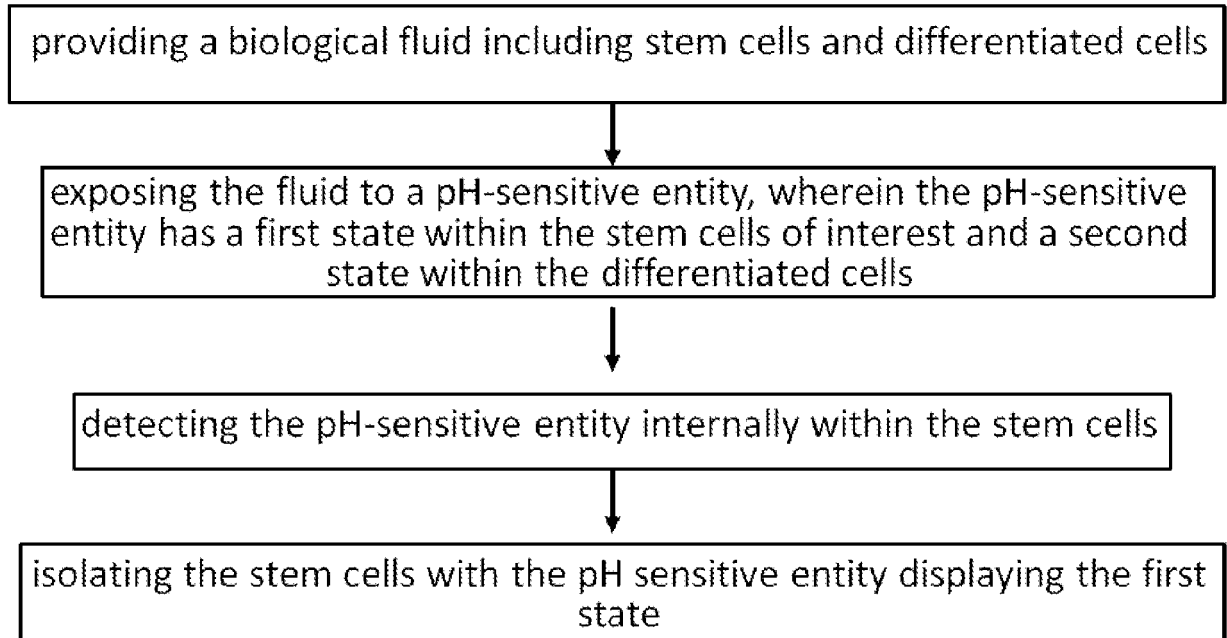 providing a biological fluid including stem cells and differentiated cells
exposing the fluid to a pH-sensitive entity, wherein the pH-sensitive
entity has a first state within the stem cells of interest and a second
state within the differentiated cells
detecting the pH-sensitive entity internally within the stem cells
isolating the stem cells with the pH sensitive entity displaying the first
state